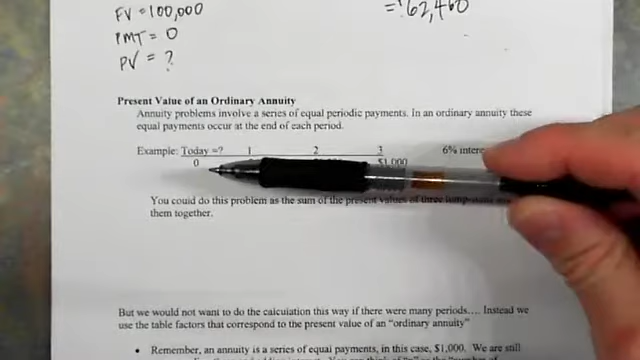 FV = 100,000
PMT = 0
PV = ?
Present Value of an Ordinary Annuity
Annuity problems involve a series of equal periodic payments. In an ordinary annuity these
equal payments occur at the end of each period.
Example: Today =? 1 2 3 6%
0 $1,000
You could do this problem as the sum of the present values of three
them together.
But we would not want to do the calculation this way if there were many periods…. Instead we
use the table factors that correspond to the present value of an "ordinary annuity"
• Remember, an annuity is a series of equal payments, in this case, $1,000. We are still